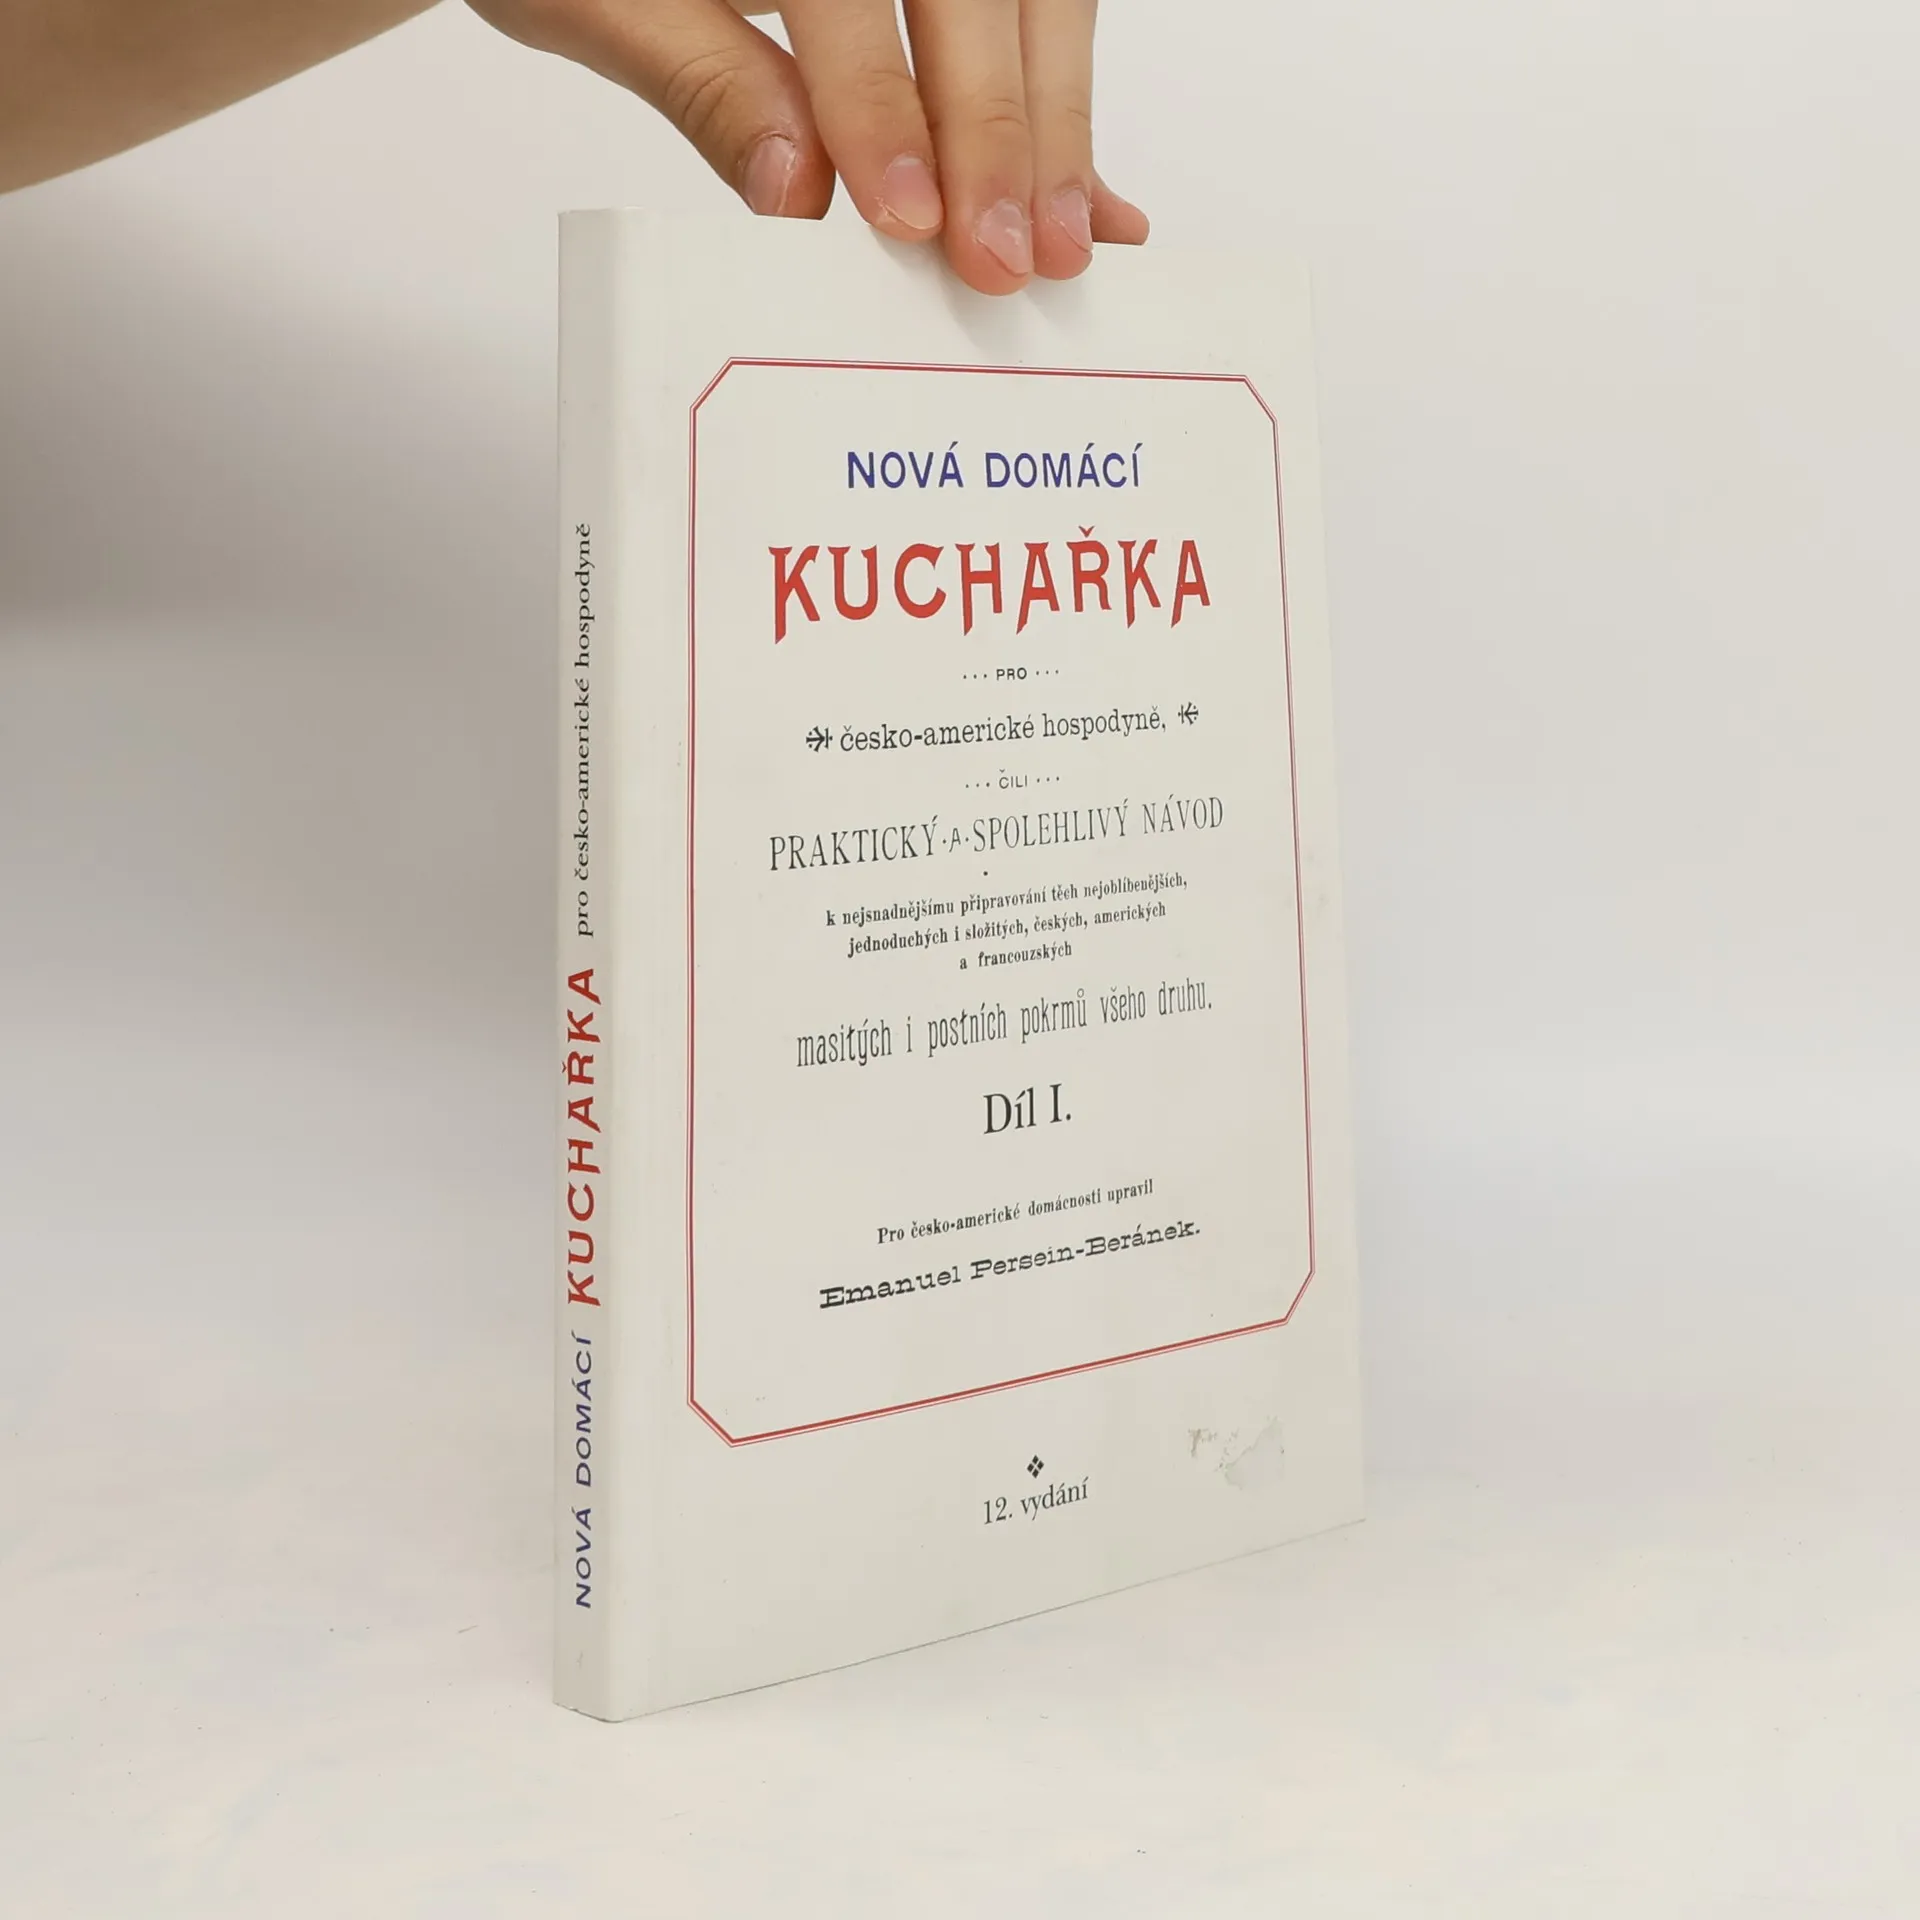 NOVÁ DOMÁCÍ
KUCHAŘKA
··· PRO ···
česko-americké hospodyně,
··· ČILI ···
PRAKTICKÝ·A·SPOLEHLIVÝ NÁVOD
k nejsnadnějšímu připravování těch nejoblíbenějších,
jednoduchých i složitých, českých, amerických
a francouzských
masitých i postních pokrmů všeho druhu.
Díl I.
Pro česko-americké domácnosti upravil
Emanuel Persein-Beránek.
12. vydání
NOVÁ DOMÁCÍ KUCHAŘKA pro česko-americké hospodyně